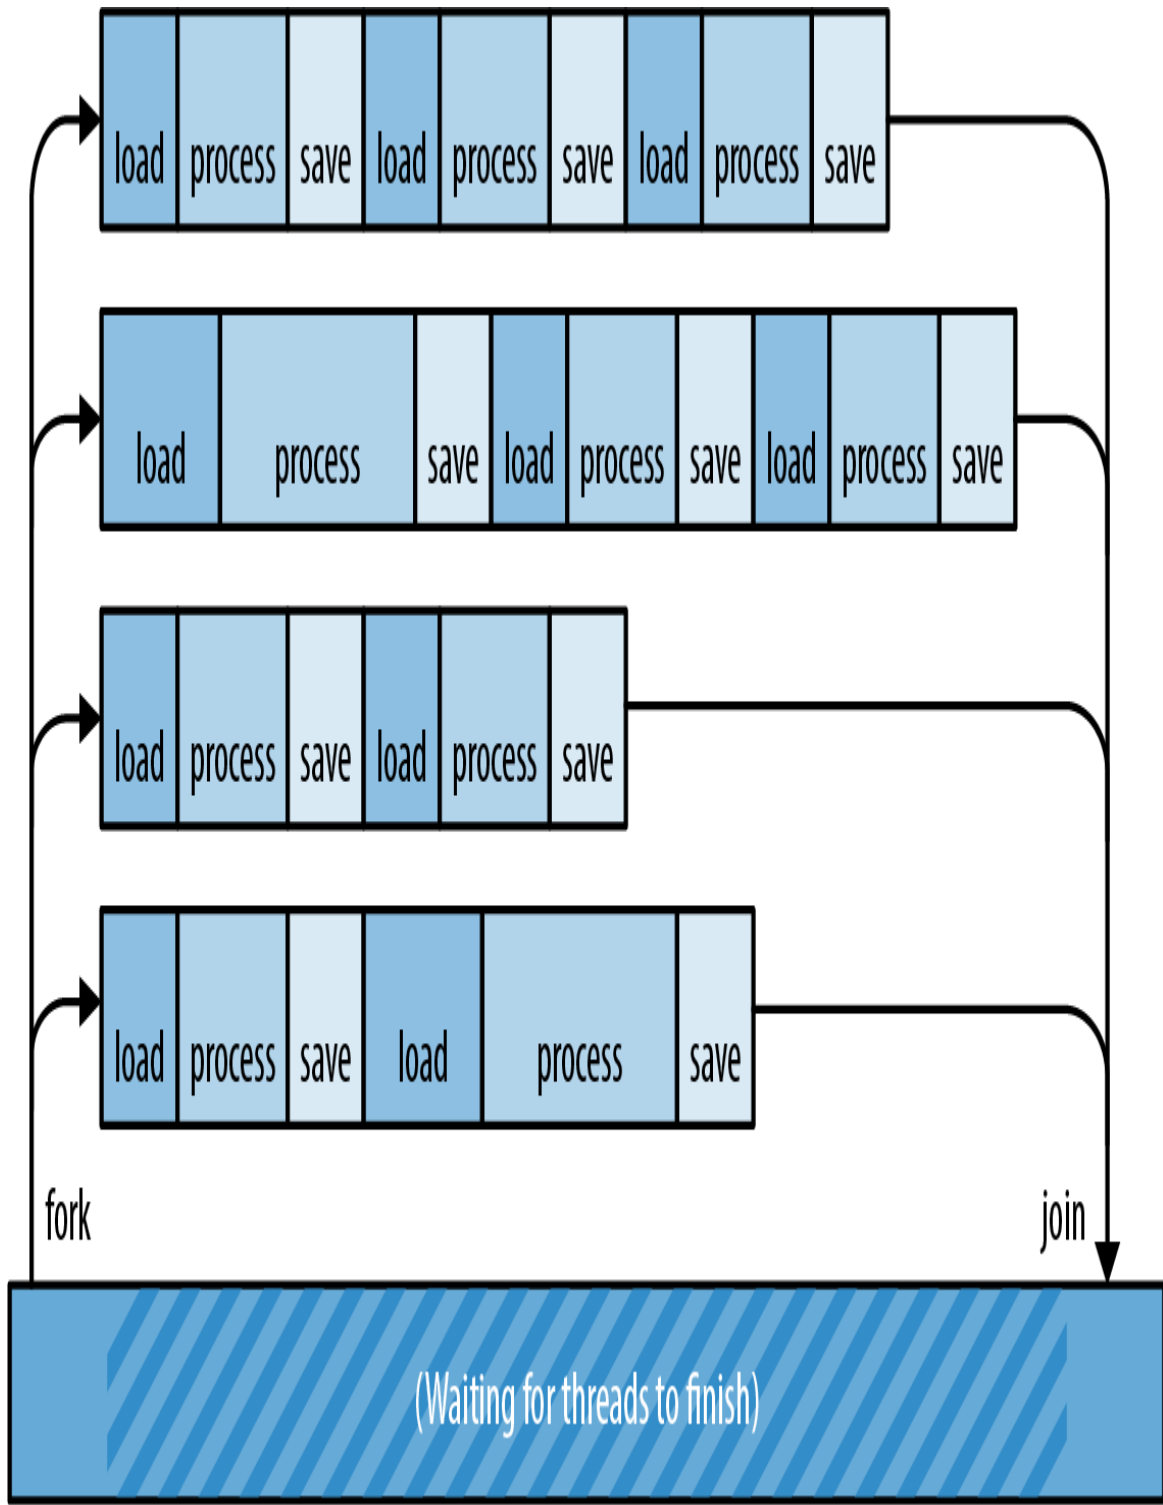 load process save load process save load process save
load process save load process save load process save
load process save load process save
load process save load process save
fork join
(Waiting for threads to finish)